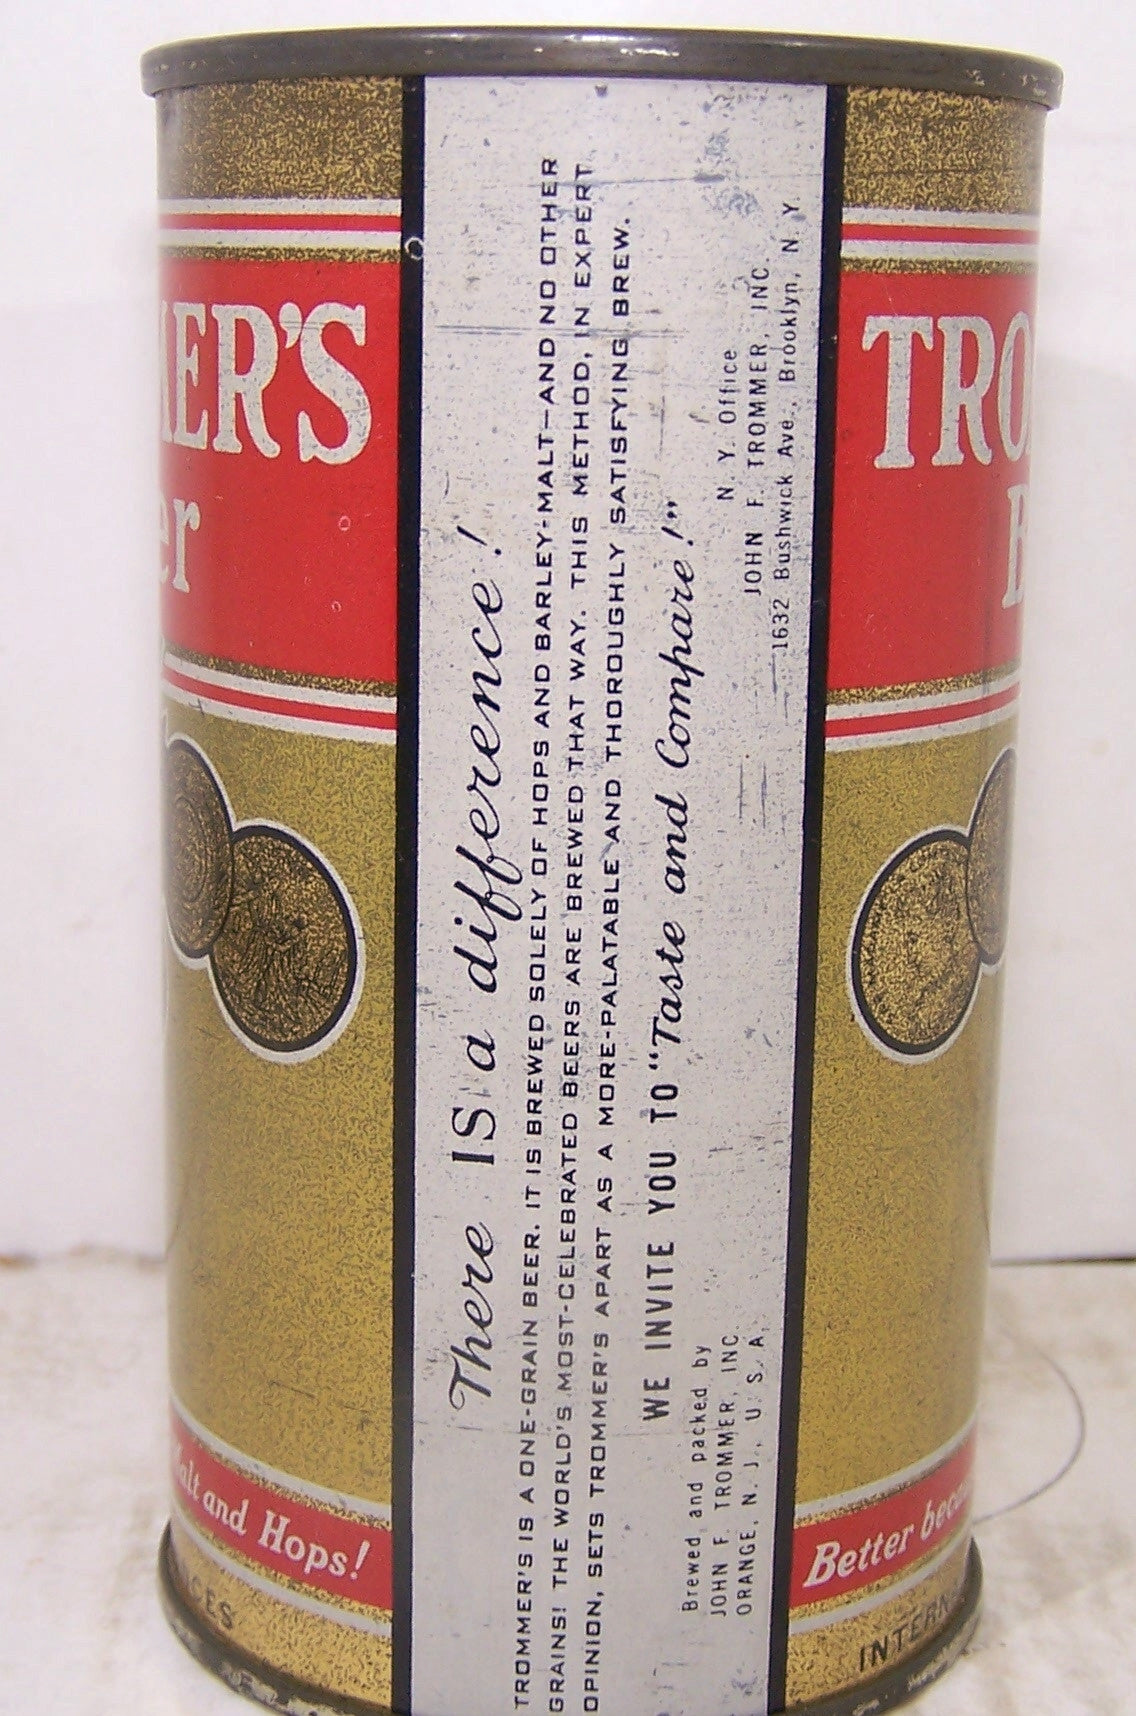 There IS a difference!
TROMMER'S IS A ONE-GRAIN BEER. IT IS BREWED SOLELY OF HOPS AND BARLEY-MALT—AND NO OTHER
GRAINS! THE WORLD'S MOST-CELEBRATED BEERS ARE BREWED THAT WAY. THIS METHOD, IN EXPERT
OPINION, SETS TROMMER'S APART AS A MORE-PALATABLE AND THOROUGHLY SATISFYING BREW.
WE INVITE YOU TO "Taste and Compare!"
Brewed and packed by
JOHN F. TROMMER, INC.
ORANGE, N. J., U. S. A.
N. Y. Office
JOHN F. TROMMER, INC.
1632 Bushwick Ave., Brooklyn, N. Y.
ER'S
er
alt and Hops!
CES
TRO
Better beca
INTERN